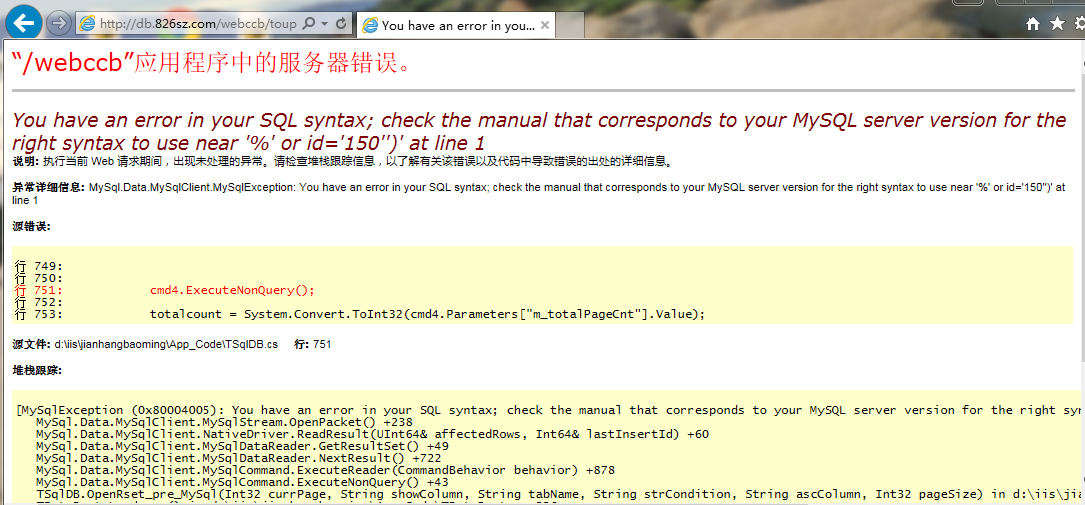 http://db.826sz.com/webccb/toup
You have an error in you...
“/webccb”应用程序中的服务器错误。
You have an error in your SQL syntax; check the manual that corresponds to your MySQL server version for the
right syntax to use near '%' or id='150'')' at line 1
说明: 执行当前 Web 请求期间，出现未处理的异常。请检查堆栈跟踪信息，以了解有关该错误以及代码中导致错误的出处的详细信息。
异常详细信息: MySql.Data.MySqlClient.MySqlException: You have an error in your SQL syntax; check the manual that corresponds to your MySQL server version for the right syntax to use near '%' or id='150'')' at
line 1
源错误:
行 749:
行 750:
行 751: cmd4.ExecuteNonQuery();
行 752:
行 753: totalcount = System.Convert.ToInt32(cmd4.Parameters["m_totalPageCnt"].Value);
源文件: d:\iis\jianhangbaoming\App_Code\TSqlDB.cs 行: 751
堆栈跟踪:
[MySqlException (0x80004005): You have an error in your SQL syntax; check the manual that corresponds to your MySQL server version for the right syn
MySql.Data.MySqlClient.MySqlStream.OpenPacket() +238
MySql.Data.MySqlClient.NativeDriver.ReadResult(UInt64& affectedRows, Int64& lastInsertId) +60
MySql.Data.MySqlClient.MySqlDataReader.GetResultSet() +49
MySql.Data.MySqlClient.MySqlDataReader.NextResult() +722
MySql.Data.MySqlClient.MySqlCommand.ExecuteReader(CommandBehavior behavior) +878
MySql.Data.MySqlClient.MySqlCommand.ExecuteNonQuery() +43
TSqlDB.OpenRset_pre_MySql(Int32 currPage, String showColumn, String tabName, String strCondition, String ascColumn, Int32 pageSize) in d:\iis\jia